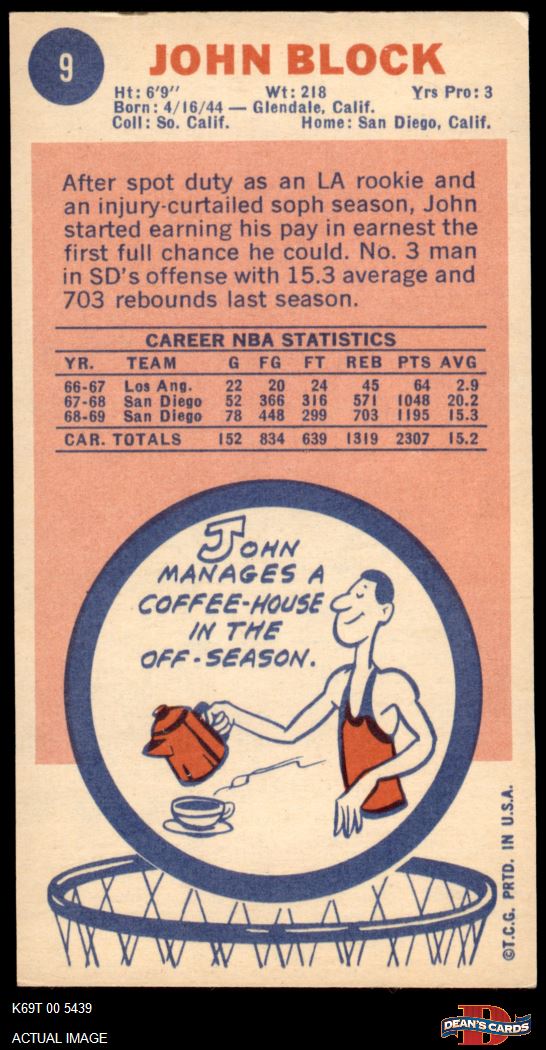 9
JOHN BLOCK
Ht: 6'9" Wt: 218 Yrs Pro: 3
Born: 4/16/44 — Glendale, Calif.
Coll: So. Calif. Home: San Diego, Calif.
After spot duty as an LA rookie and
an injury-curtailed soph season, John
started earning his pay in earnest the
first full chance he could. No. 3 man
in SD's offense with 15.3 average and
703 rebounds last season.
CAREER NBA STATISTICS
YR. TEAM G FG FT REB PTS AVG
66-67 Los Ang. 22 20 24 45 64 2.9
67-68 San Diego 52 366 316 571 1048 20.2
68-69 San Diego 78 448 299 703 1195 15.3
CAR. TOTALS 152 834 639 1319 2307 15.2
JOHN
MANAGES A
COFFEE-HOUSE
IN THE
OFF-SEASON.
©T.C.G. PRTD. IN U.S.A.
K69T 00 5439
ACTUAL IMAGE
D
DEAN'S CARDS